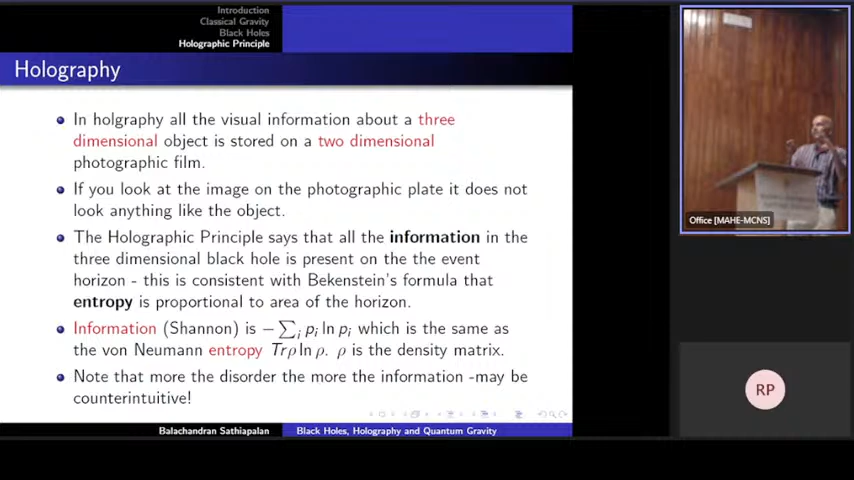 Introduction
Classical Gravity
Black Holes
Holographic Principle
Holography
In holgraphy all the visual information about a three
dimensional object is stored on a two dimensional
photographic film.
If you look at the image on the photographic plate it does not
look anything like the object.
The Holographic Principle says that all the information in the
three dimensional black hole is present on the the event
horizon - this is consistent with Bekenstein's formula that
entropy is proportional to area of the horizon.
Information (Shannon) is −∑i pi ln pi which is the same as
the von Neumann entropy Trρ ln ρ. ρ is the density matrix.
Note that more the disorder the more the information -may be
counterintuitive!
Balachandran Sathiapalan Black Holes, Holography and Quantum Gravity
Office [MAHE-MCNS]
RP